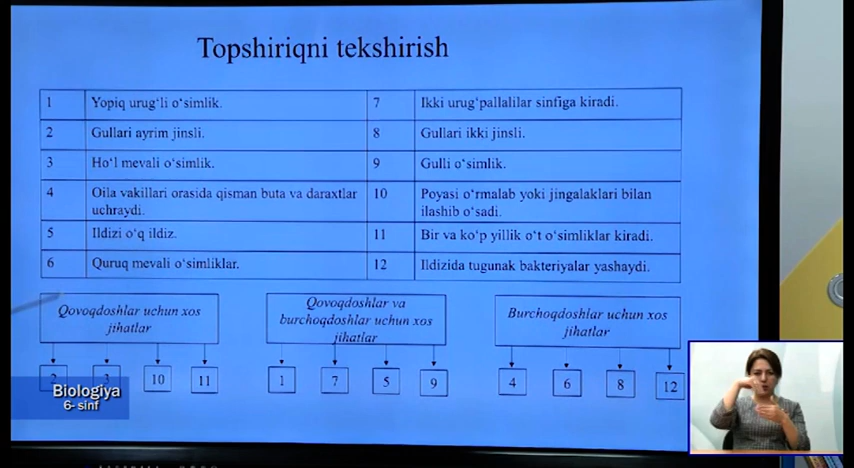 Topshiriqni tekshirish
1 Yopiq urug‘li o‘simlik. 7 Ikki urug‘pallalilar sinfiga kiradi.
2 Gullari ayrim jinsli. 8 Gullari ikki jinsli.
3 Ho‘l mevali o‘simlik. 9 Gulli o‘simlik.
4 Oila vakillari orasida qisman buta va daraxtlar 10 Poyasi o‘rmalab yoki jingalaklari bilan
uchraydi. ilashib o‘sadi.
5 Ildizi o‘q ildiz. 11 Bir va ko‘p yillik o‘t o‘simliklar kiradi.
6 Quruq mevali o‘simliklar. 12 Ildizida tugunak bakteriyalar yashaydi.
Qovoqdoshlar uchun xos
jihatlar
Qovoqdoshlar va
burchoqdoshlar uchun xos
jihatlar
Burchoqdoshlar uchun xos
jihatlar
2 3 10 11 1 7 5 9 4 6 8 12
Biologiya
6- sinf